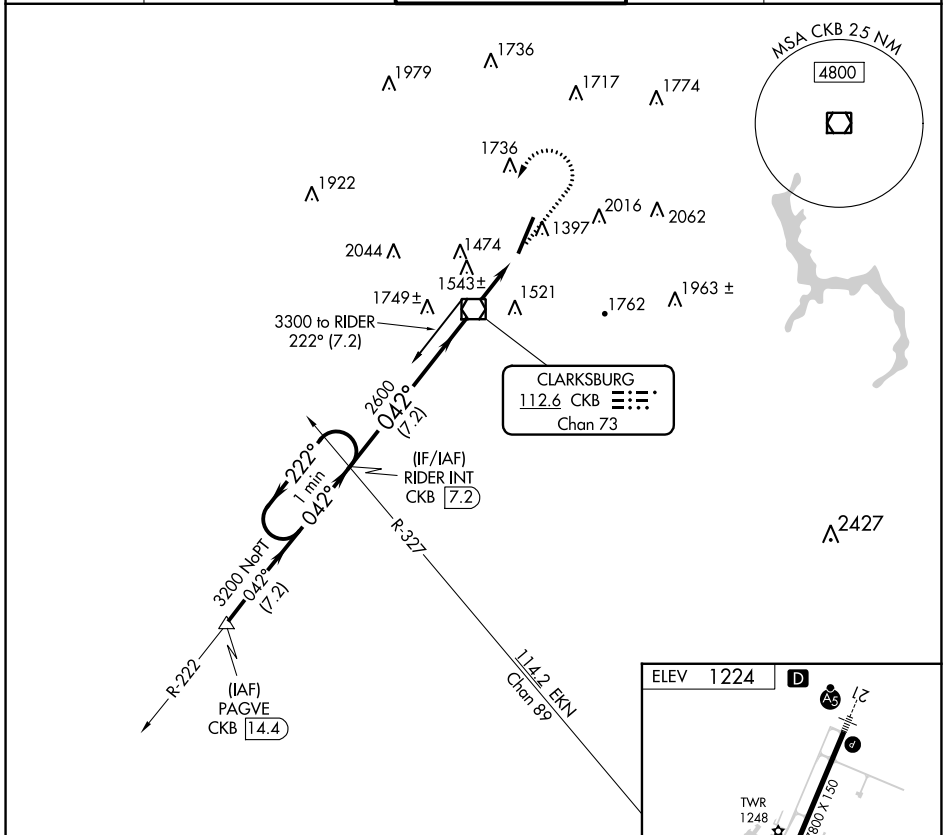 MSA CKB 25 NM
4800
1736
1979
1717
1774
1736
1922
2016
2062
1397
2044
1474
1543±
1749±
1521
1762
1963 ±
3300 to RIDER
222° (7.2)
CLARKSBURG
112.6 CKB
Chan 73
2600
042°
(7.2)
(IF/IAF)
RIDER INT
CKB 7.2
222°
1 min
042°
R-327
2427
3200 NoPT
042°
(7.2)
R-222
(IAF)
PAGVE
CKB 14.4
114.2 EKN
Chan 89
ELEV 1224
D
A5
21
P
TWR
1248
800 X 150